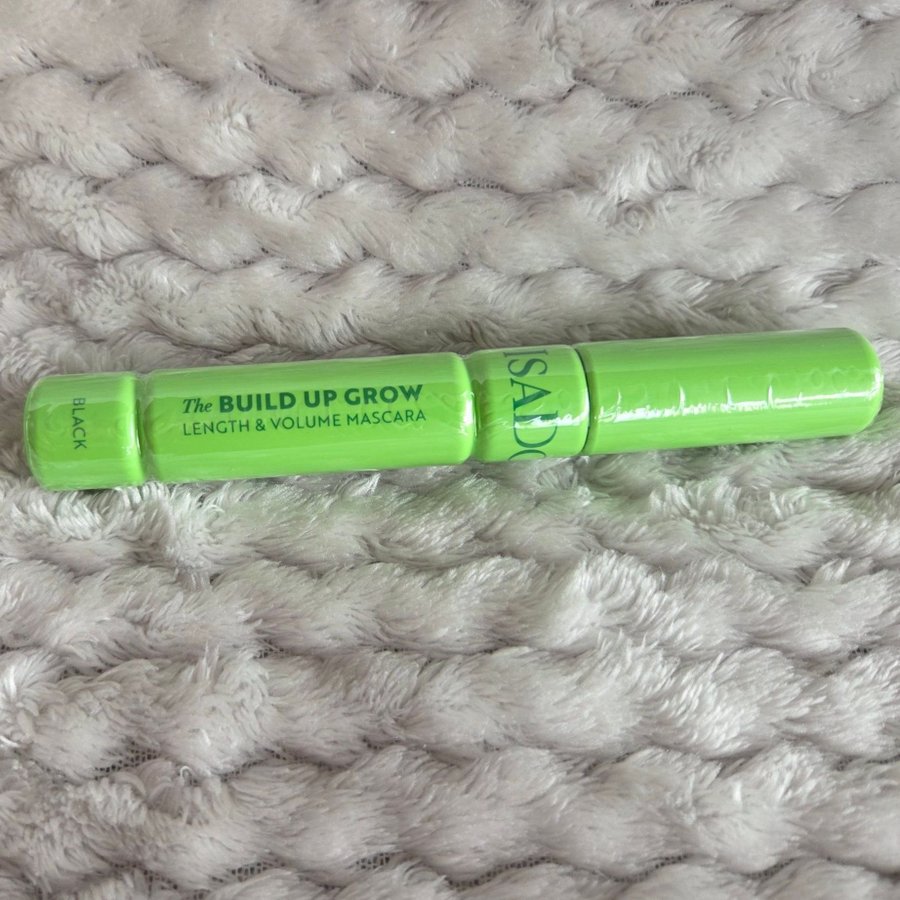 BLACK
The BUILD UP GROW
LENGTH & VOLUME MASCARA
ISADO